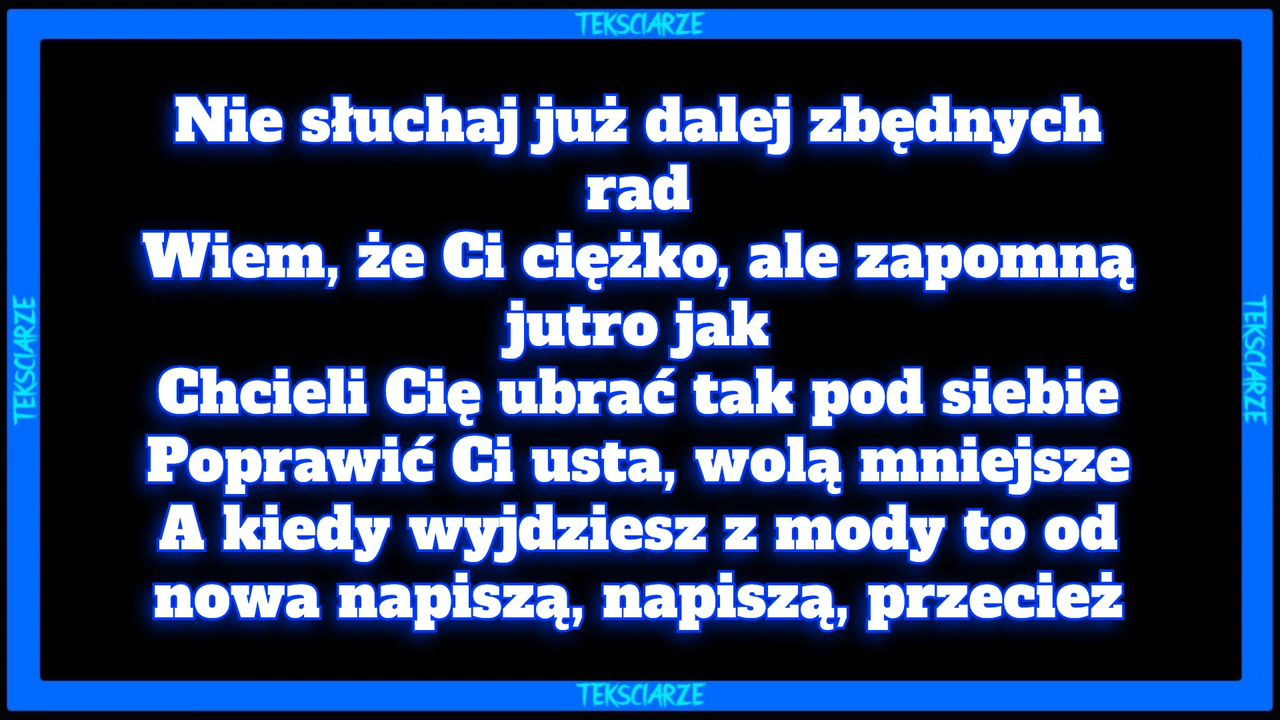 TEKSCIARZE
Nie słuchaj już dalej zbędnych
rad
Wiem, że Ci ciężko, ale zapomną
jutro jak
Chcieli Cię ubrać tak pod siebie
Poprawić Ci usta, wolą mniejsze
A kiedy wyjdziesz z mody to od
nowa napiszą, napiszą, przecież
TEKSCIARZE
TEKSCIARZE
TEKSCIARZE